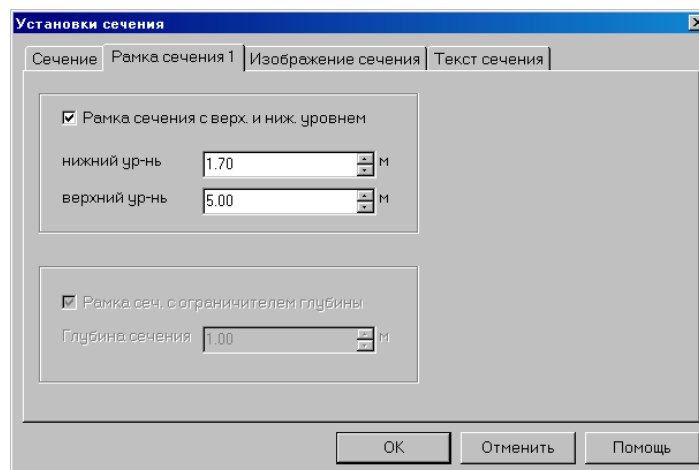 Установки сечения
Сечение Рамка сечения 1 Изображение сечения Текст сечения
Рамка сечения с верх. и ниж. уровнем
нижний ур-нь 1.70 м
верхний ур-нь 5.00 м
Рамка сеч. с ограничителем глубины
Глубина сечения 1.00 м
OK Отменить Помощь